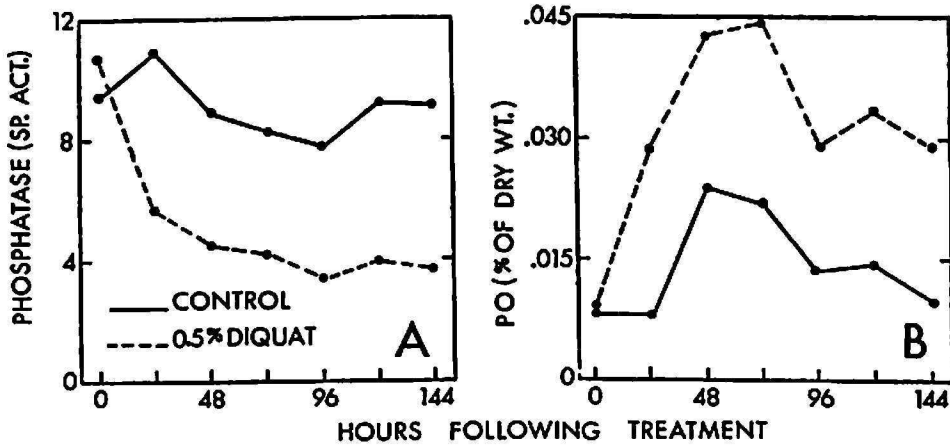 PHOSPHATASE (SP. ACT.)
12
8
4
0
CONTROL
0.5% DIQUAT
A
0
48
96
144
PO (% OF DRY WT.)
.045
.030
.015
0
B
0
48
96
144
HOURS FOLLOWING TREATMENT